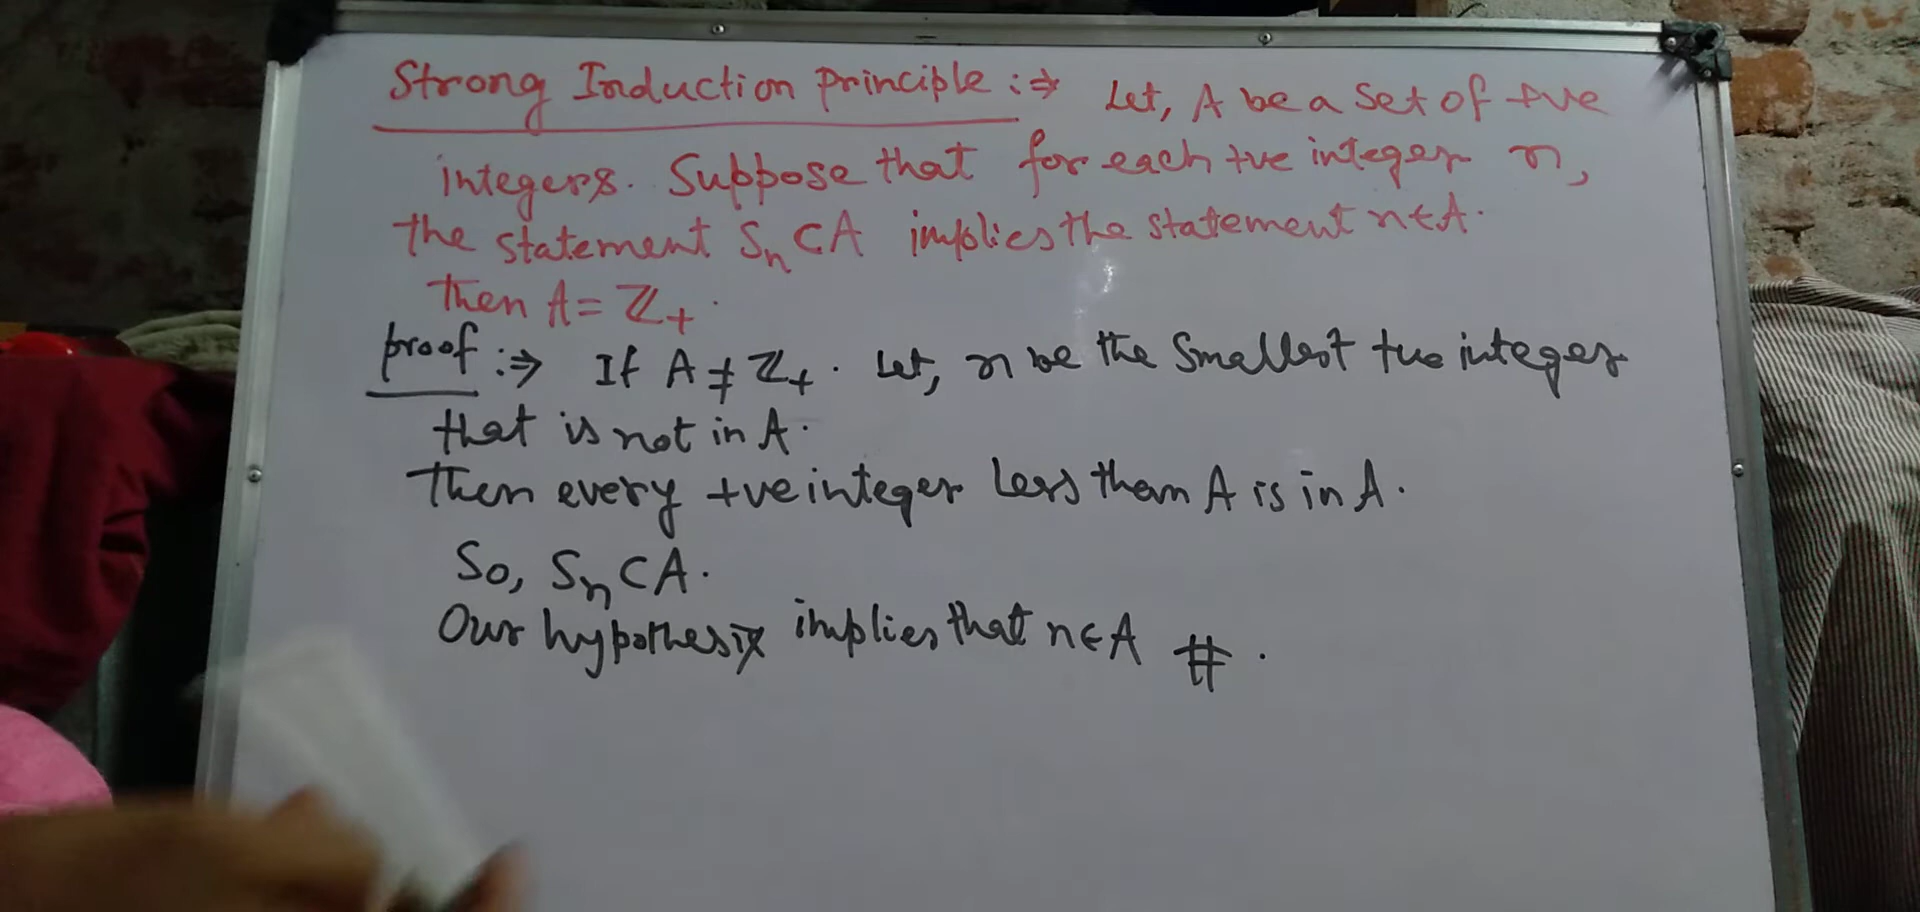 Strong Induction principle :⇒ Let, A be a set of +ve
integers. Suppose that for each +ve integer n,
the statement Sₙ ⊂ A implies the statement n ∈ A.
then A = ℤ₊.
proof :⇒ If A ≠ ℤ₊. Let, n be the smallest +ve integer
that is not in A.
Then every +ve integer less than A is in A.
So, Sₙ ⊂ A.
Our hypothesis implies that n ∈ A #.